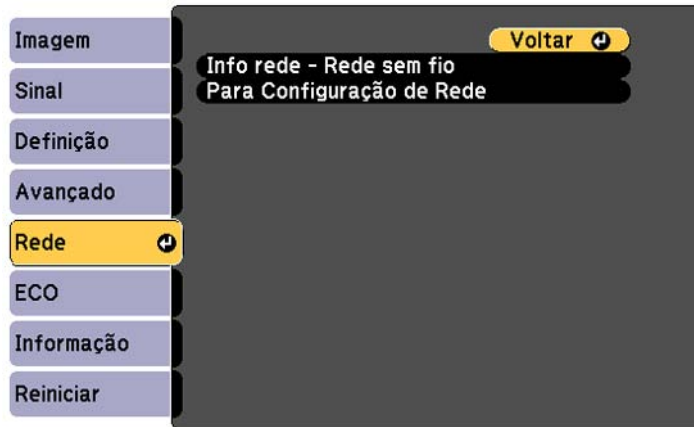 Imagem
Sinal
Definição
Avançado
Rede
ECO
Informação
Reiniciar
Voltar
Info rede - Rede sem fio
Para Configuração de Rede